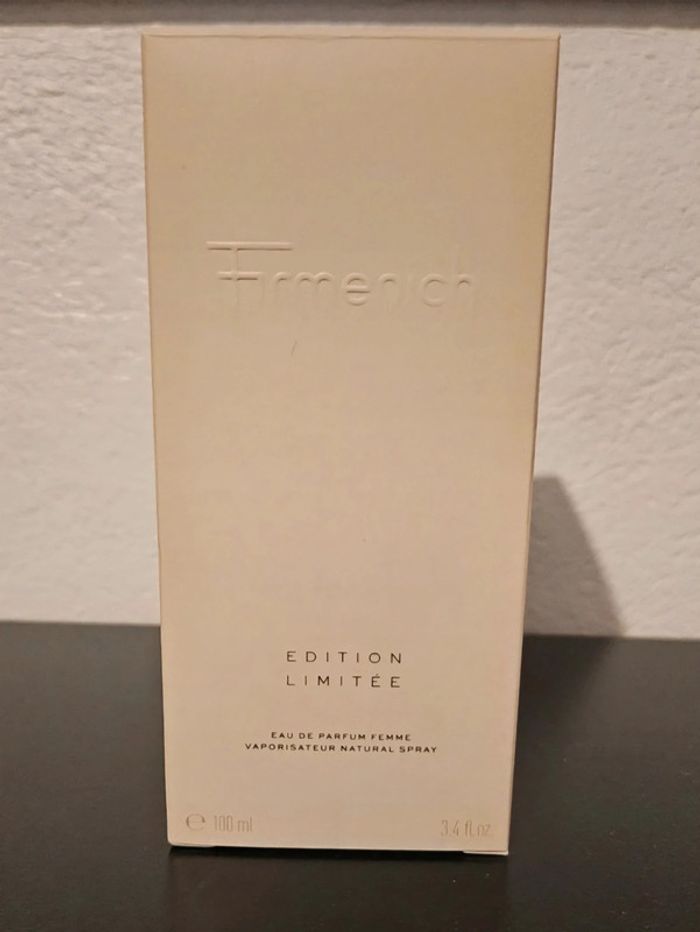 Firmenich
EDITION
LIMITÉE
EAU DE PARFUM FEMME
VAPORISATEUR NATURAL SPRAY
℮ 100 ml
3.4 fl.oz.